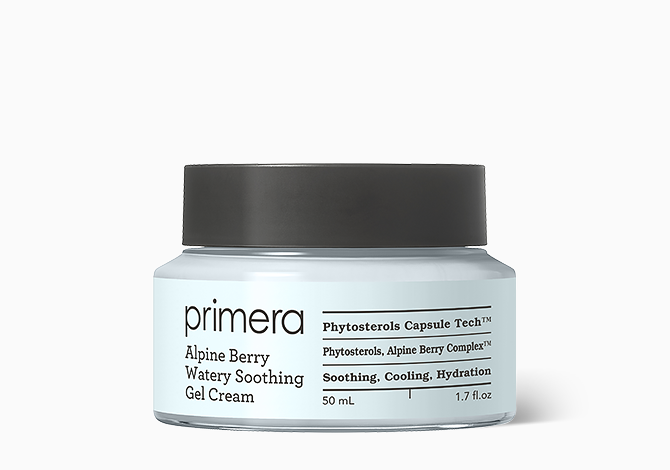 primera
Alpine Berry
Watery Soothing
Gel Cream
Phytosterols Capsule Tech™
Phytosterols, Alpine Berry Complex™
Soothing, Cooling, Hydration
50 mL 1.7 fl.oz